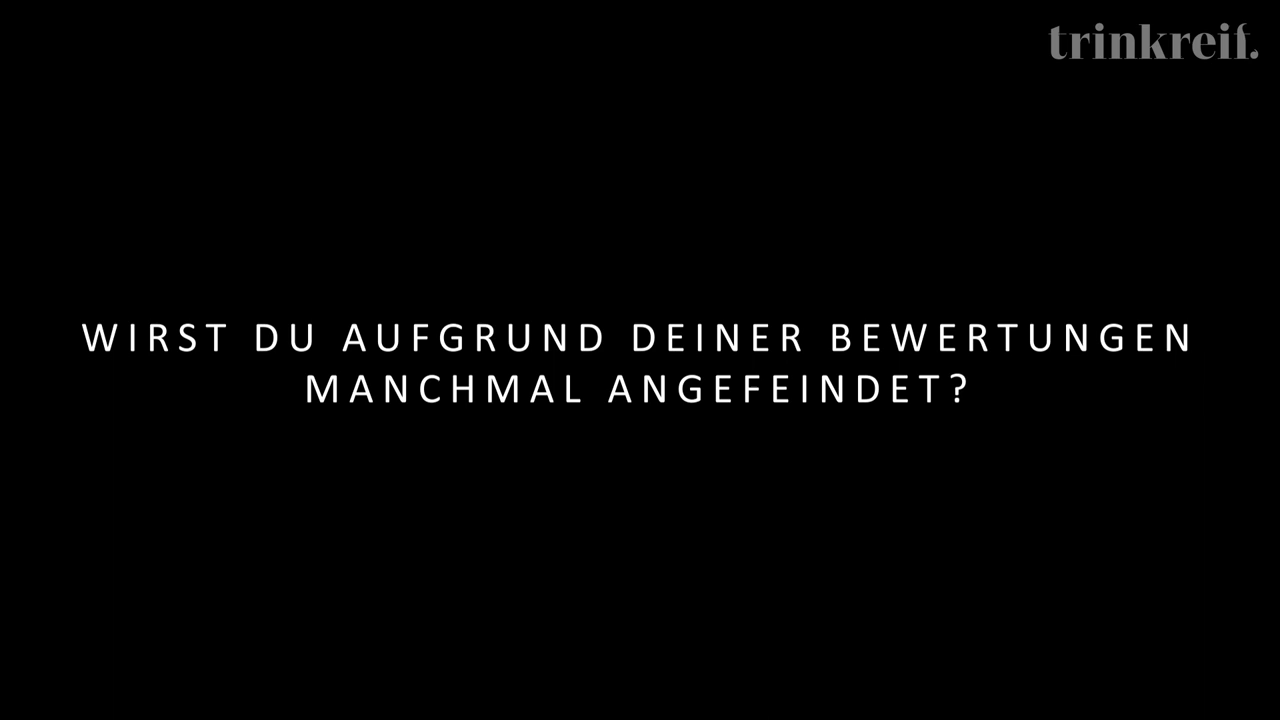 trinkreif.
WIRST DU AUFGRUND DEINER BEWERTUNGEN
MANCHMAL ANGEFEINDET?